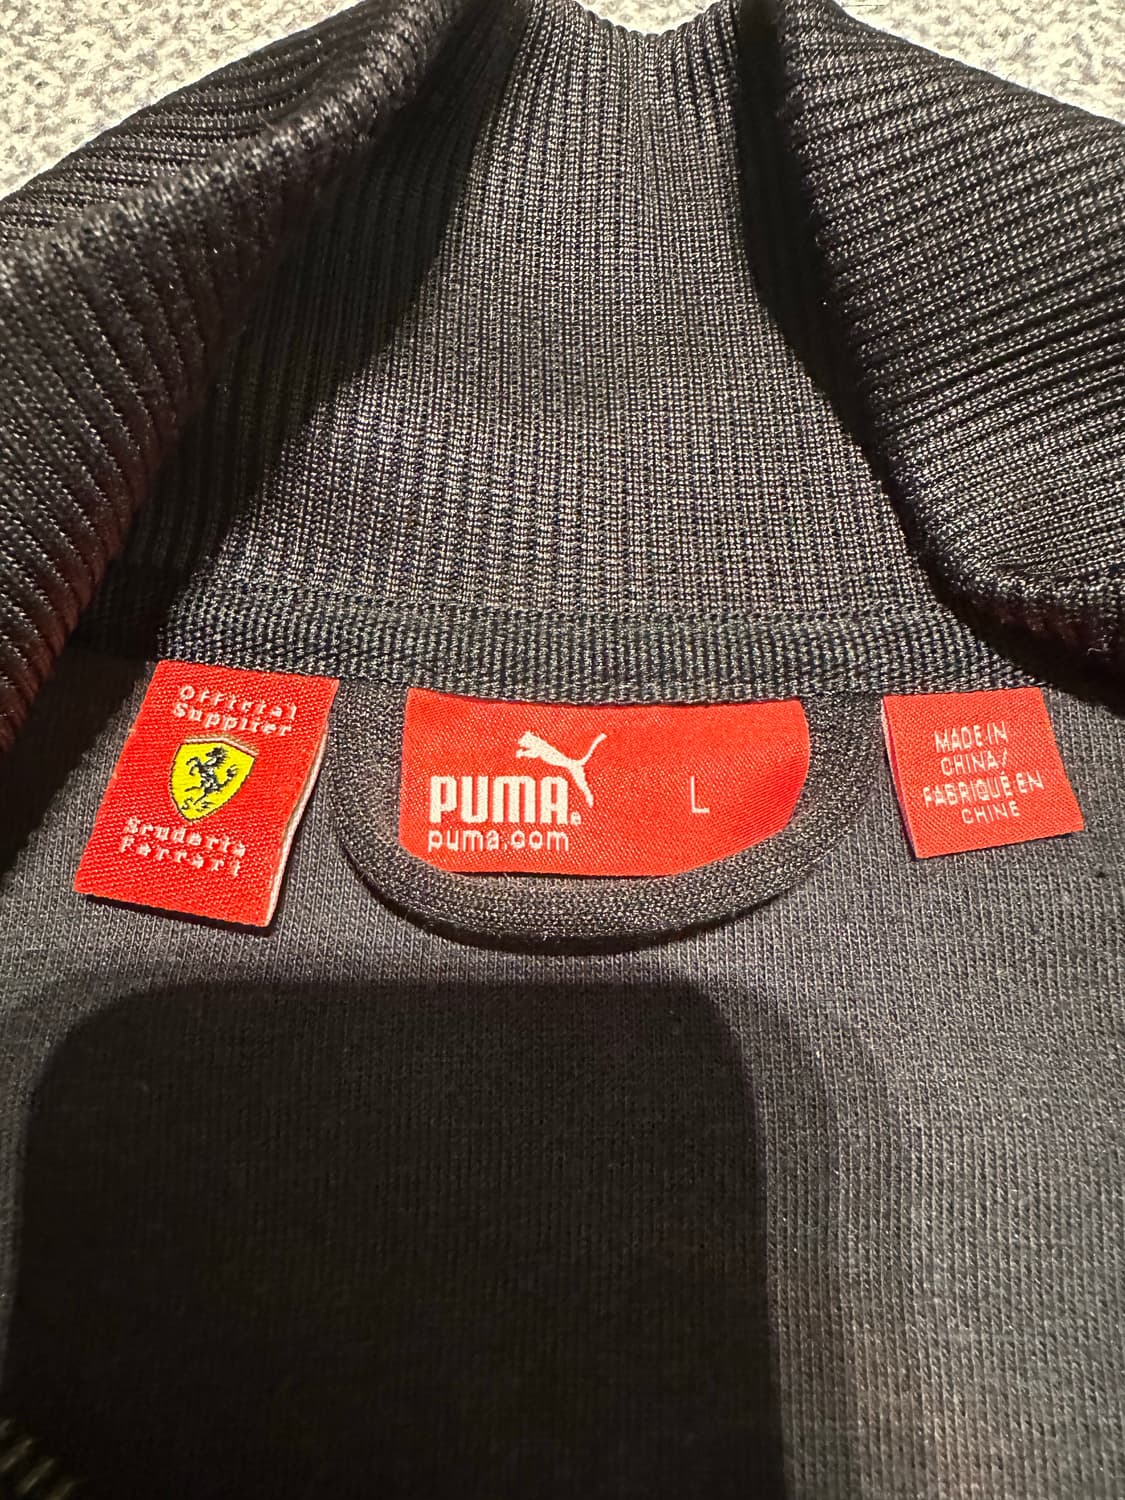 Official
Supplier
S F
Scuderia
Ferrari
PUMA®
puma.com
L
MADE IN
CHINA/
FABRIQUÉ EN
CHINE